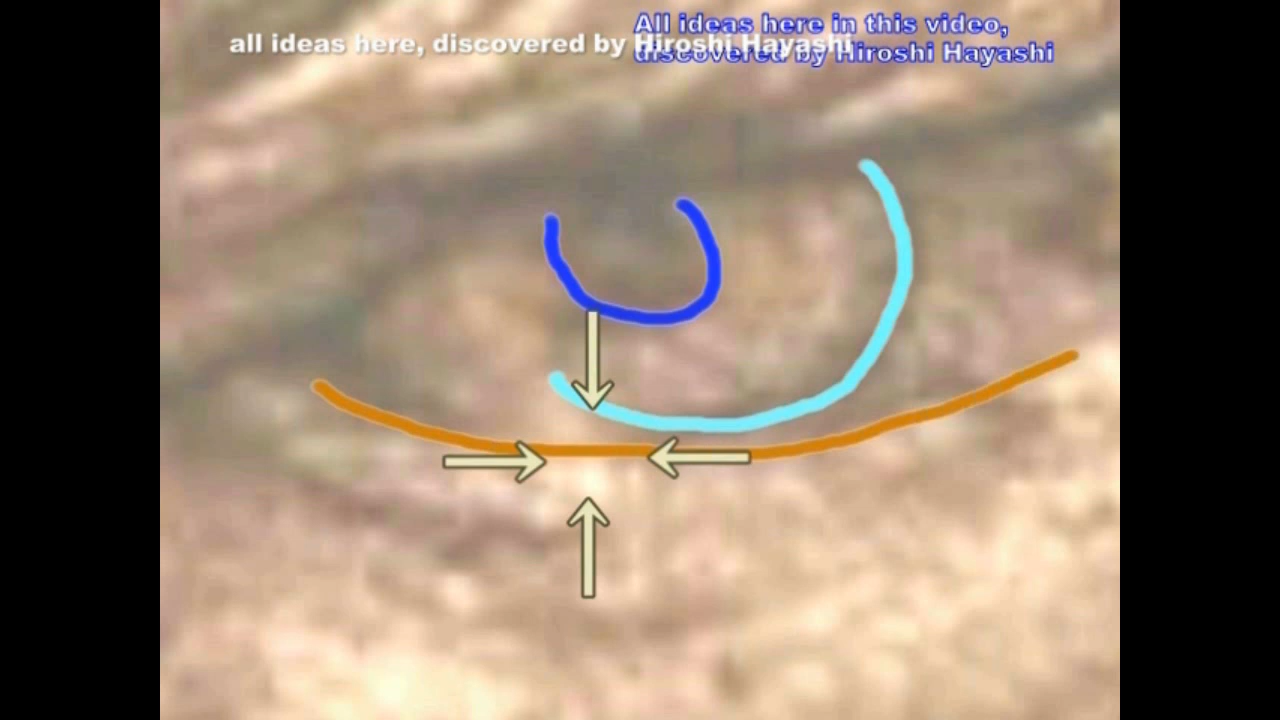 All ideas here in this video,
all ideas here, discovered by Hiroshi Hayashi
discovered by Hiroshi Hayashi